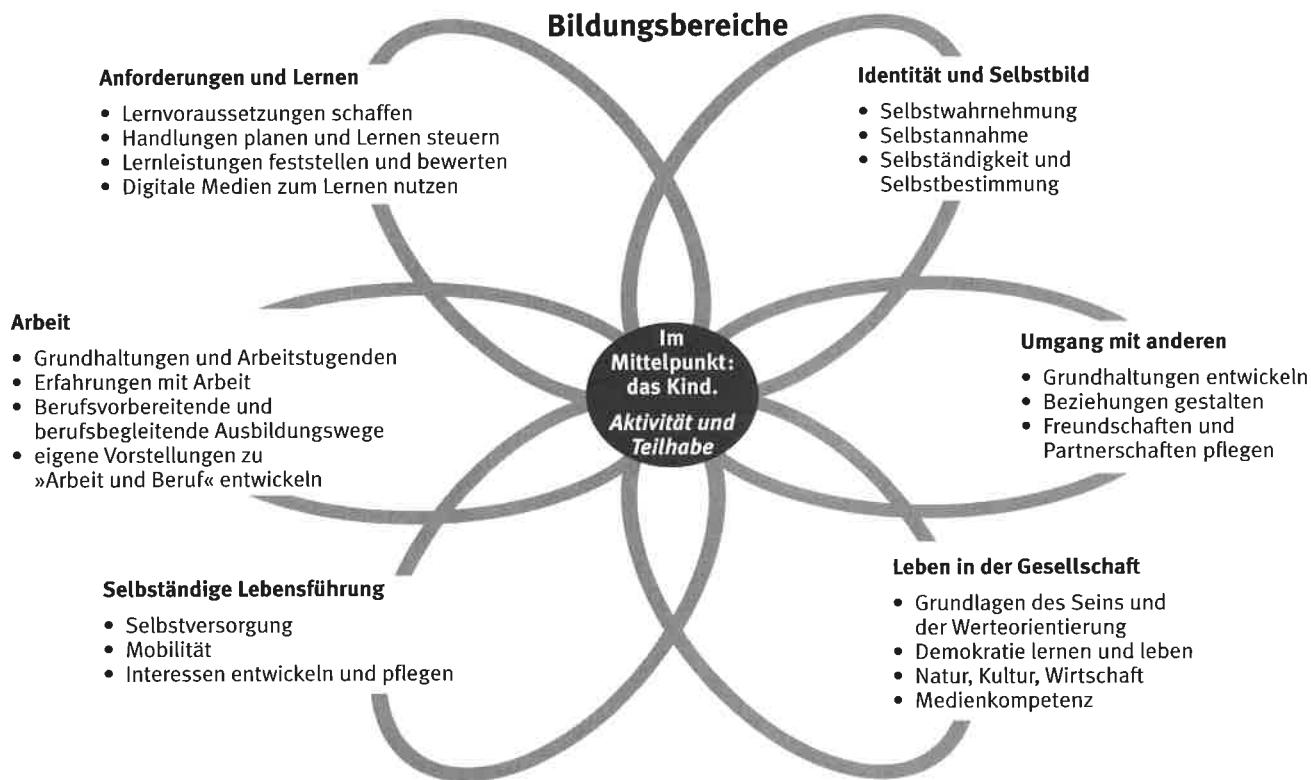 Bildungsbereiche
Anforderungen und Lernen
• Lernvoraussetzungen schaffen
• Handlungen planen und Lernen steuern
• Lernleistungen feststellen und bewerten
• Digitale Medien zum Lernen nutzen
Identität und Selbstbild
• Selbstwahrnehmung
• Selbstannahme
• Selbständigkeit und
Selbstbestimmung
Arbeit
• Grundhaltungen und Arbeitstugenden
• Erfahrungen mit Arbeit
• Berufsvorbereitende und
berufsbegleitende Ausbildungswege
• eigene Vorstellungen zu
»Arbeit und Beruf« entwickeln
Im
Mittelpunkt:
das Kind.
Aktivität und
Teilhabe
Umgang mit anderen
• Grundhaltungen entwickeln
• Beziehungen gestalten
• Freundschaften und
Partnerschaften pflegen
Selbständige Lebensführung
• Selbstversorgung
• Mobilität
• Interessen entwickeln und pflegen
Leben in der Gesellschaft
• Grundlagen des Seins und
der Werteorientierung
• Demokratie lernen und leben
• Natur, Kultur, Wirtschaft
• Medienkompetenz